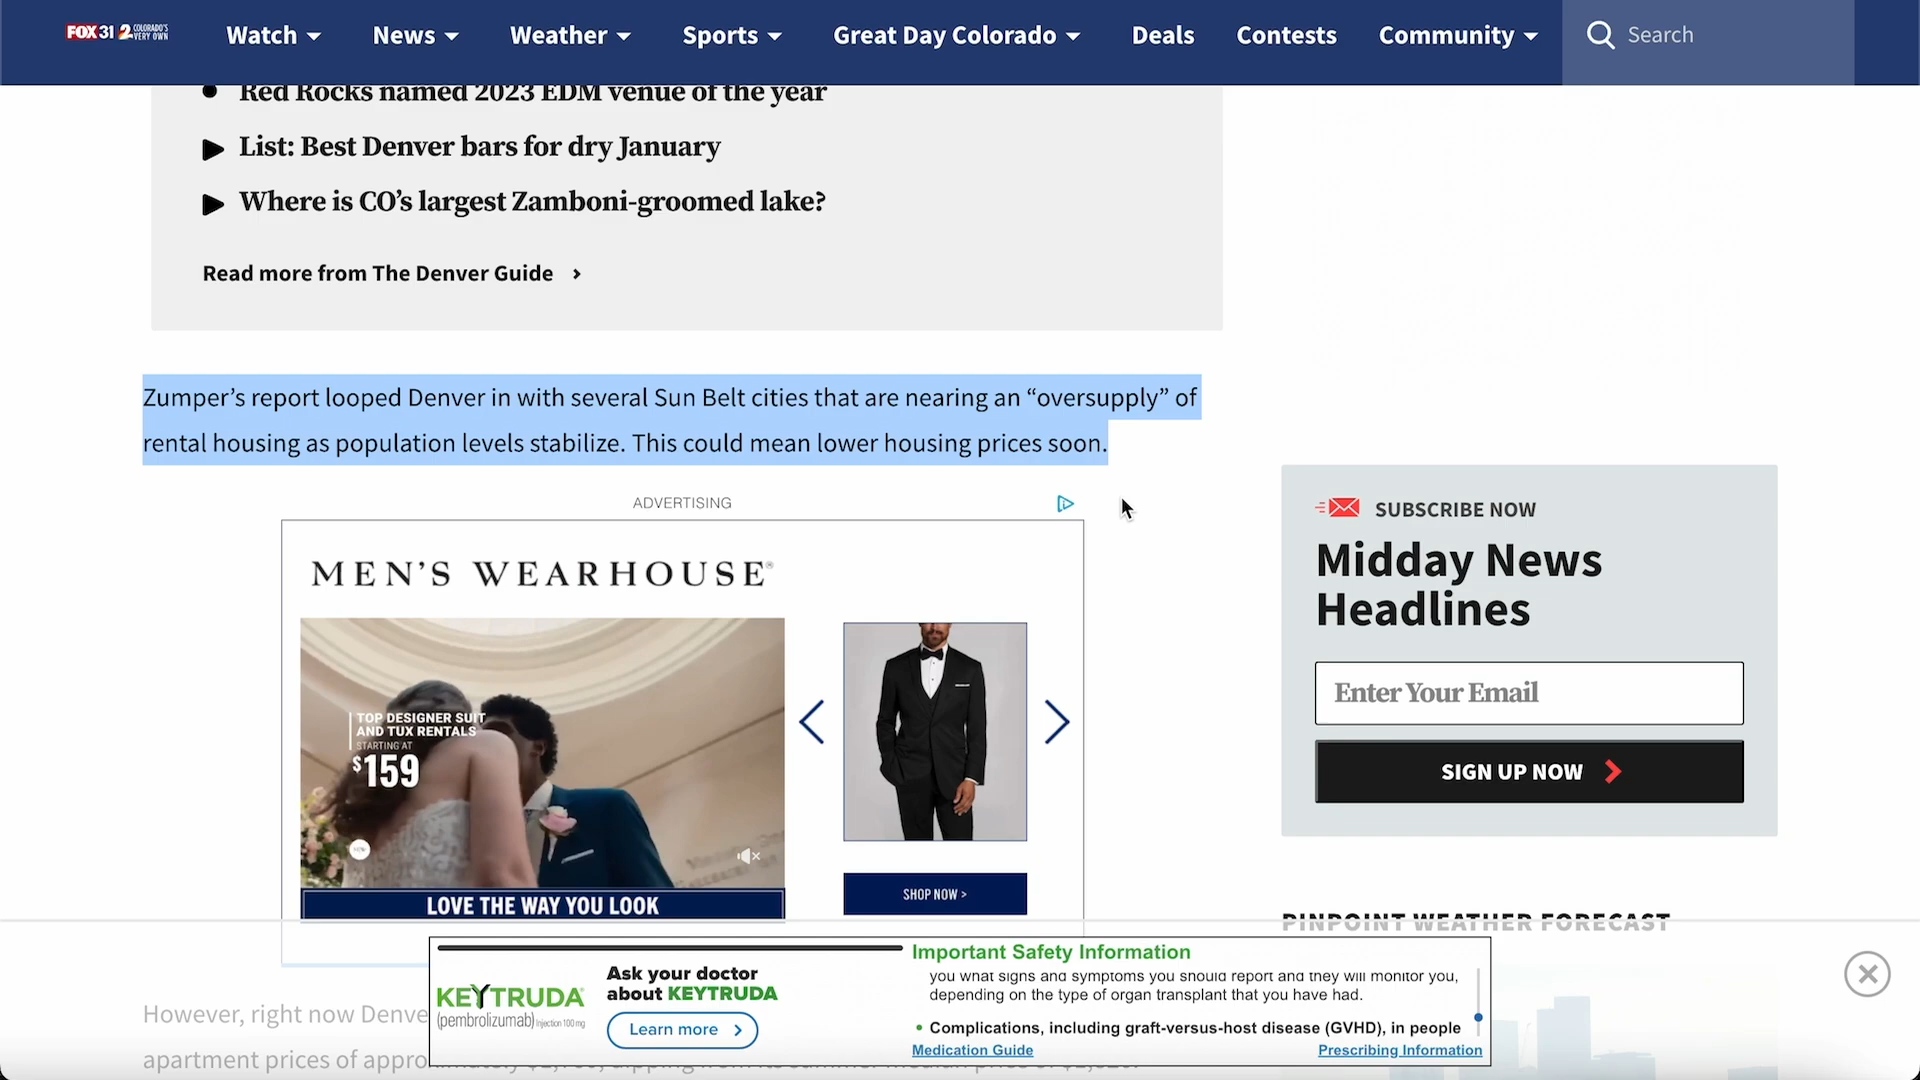 FOX 31 2 COLORADO'S VERY OWN
Watch News Weather Sports Great Day Colorado Deals Contests Community Search
Red Rocks named 2023 EDM venue of the year
List: Best Denver bars for dry January
Where is CO’s largest Zamboni-groomed lake?
Read more from The Denver Guide
Zumper’s report looped Denver in with several Sun Belt cities that are nearing an “oversupply” of
rental housing as population levels stabilize. This could mean lower housing prices soon.
ADVERTISING
MEN'S WEARHOUSE®
TOP DESIGNER SUIT
AND TUX RENTALS
STARTING AT
$159
LOVE THE WAY YOU LOOK
SHOP NOW >
SUBSCRIBE NOW
Midday News
Headlines
Enter Your Email
SIGN UP NOW
PINPOINT WEATHER FORECAST
However, right now Denve
apartment prices of appro
KEYTRUDA®
(pembrolizumab) Injection 100 mg
Ask your doctor
about KEYTRUDA
Learn more
Important Safety Information
you what signs and symptoms you should report and they will monitor you,
depending on the type of organ transplant that you have had.
• Complications, including graft-versus-host disease (GVHD), in people
Medication Guide
Prescribing Information